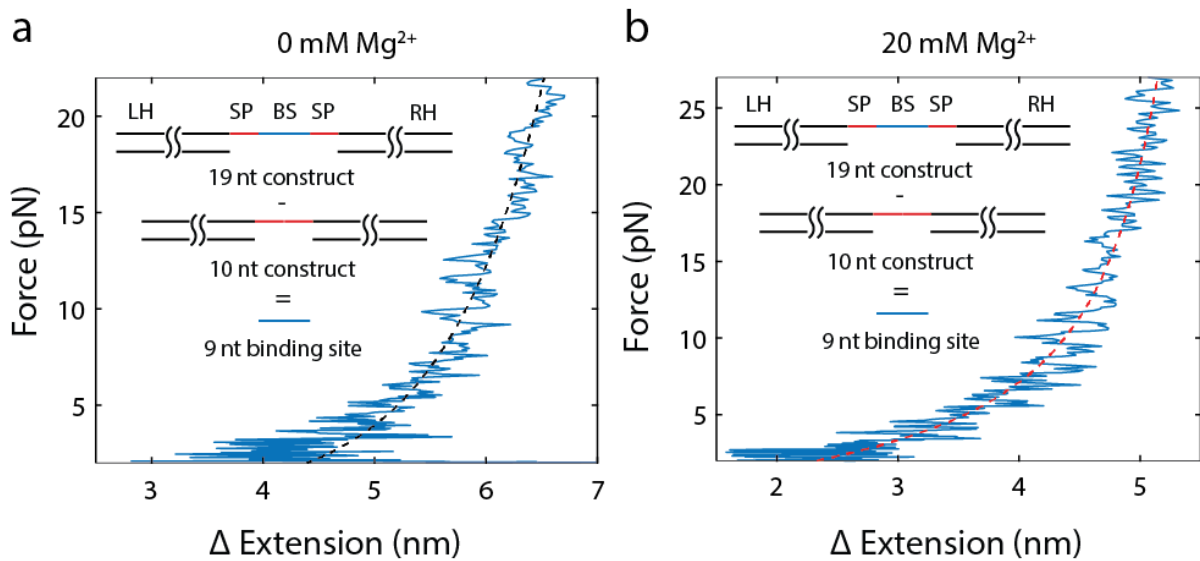 a
0 mM Mg²⁺
Force (pN)
20
15
10
5
LH SP BS SP RH
19 nt construct
-
10 nt construct
=
9 nt binding site
3 4 5 6 7
Δ Extension (nm)
b
20 mM Mg²⁺
Force (pN)
25
20
15
10
5
LH SP BS SP RH
19 nt construct
-
10 nt construct
=
9 nt binding site
2 3 4 5
Δ Extension (nm)